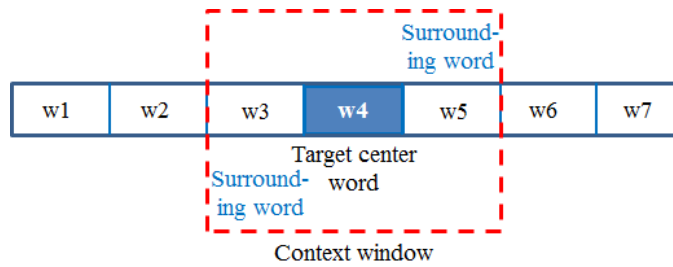 Surround-
ing word
w1 w2 w3 w4 w5 w6 w7
Target center
word
Surround-
ing word
Context window